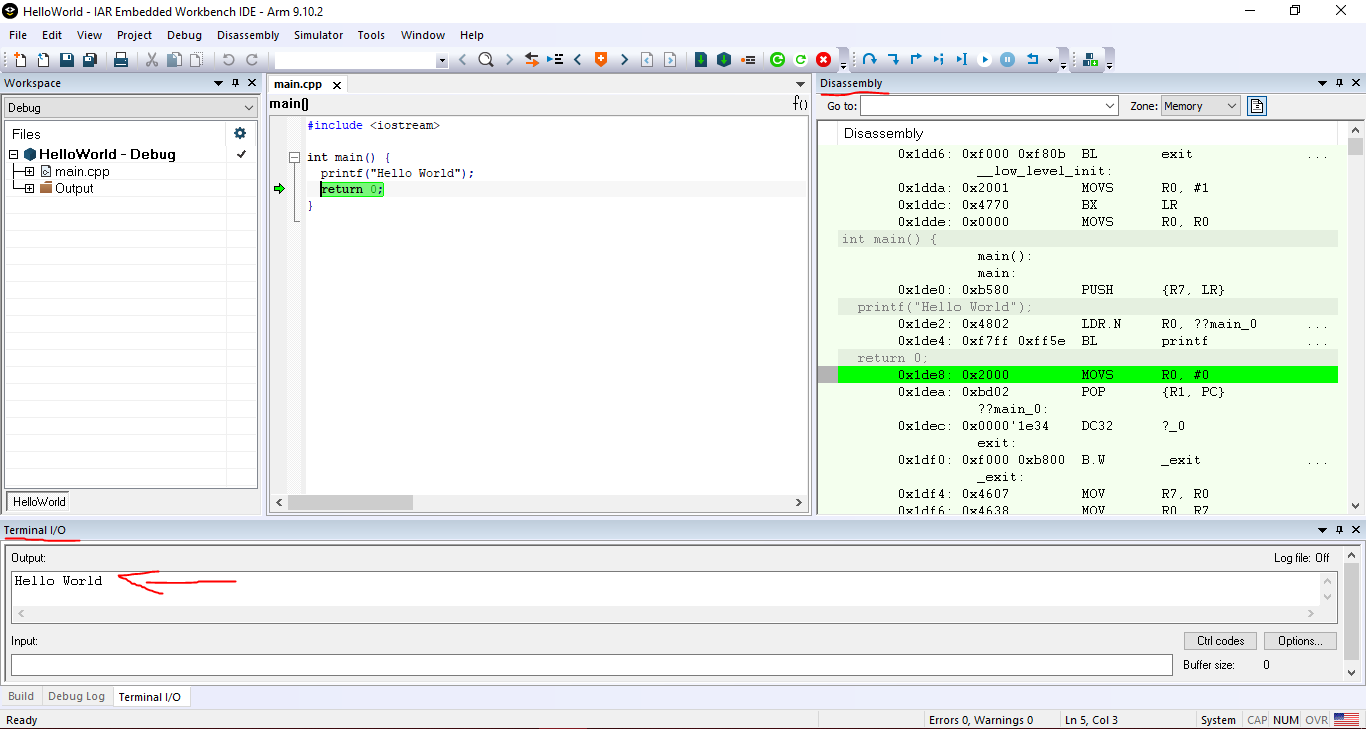 HelloWorld - IAR Embedded Workbench IDE - Arm 9.10.2
File Edit View Project Debug Disassembly Simulator Tools Window Help
Workspace
Debug
Files
HelloWorld - Debug
main.cpp
Output
HelloWorld
main.cpp
main()
f()
#include <iostream>
int main() {
printf("Hello World");
return 0;
}
Disassembly
Go to:
Zone: Memory
Disassembly
0x1dd6: 0xf000 0xf80b BL exit ...
__low_level_init:
0x1dda: 0x2001 MOVS R0, #1
0x1ddc: 0x4770 BX LR
0x1dde: 0x0000 MOVS R0, R0
int main() {
main():
main:
0x1de0: 0xb580 PUSH {R7, LR}
printf("Hello World");
0x1de2: 0x4802 LDR.N R0, ??main_0 ...
0x1de4: 0xf7ff 0xff5e BL printf ...
return 0;
0x1de8: 0x2000 MOVS R0, #0
0x1dea: 0xbd02 POP {R1, PC}
??main_0:
0x1dec: 0x0000'1e34 DC32 ?_0
exit:
0x1df0: 0xf000 0xb800 B.W _exit ...
_exit:
0x1df4: 0x4607 MOV R7, R0
0x1df6: 0x4638 MOV R0, R7
Terminal I/O
Output: Log file: Off
Hello World
Input: Ctrl codes Options...
Buffer size: 0
Build Debug Log Terminal I/O
Ready Errors 0, Warnings 0 Ln 5, Col 3 System CAP NUM OVR